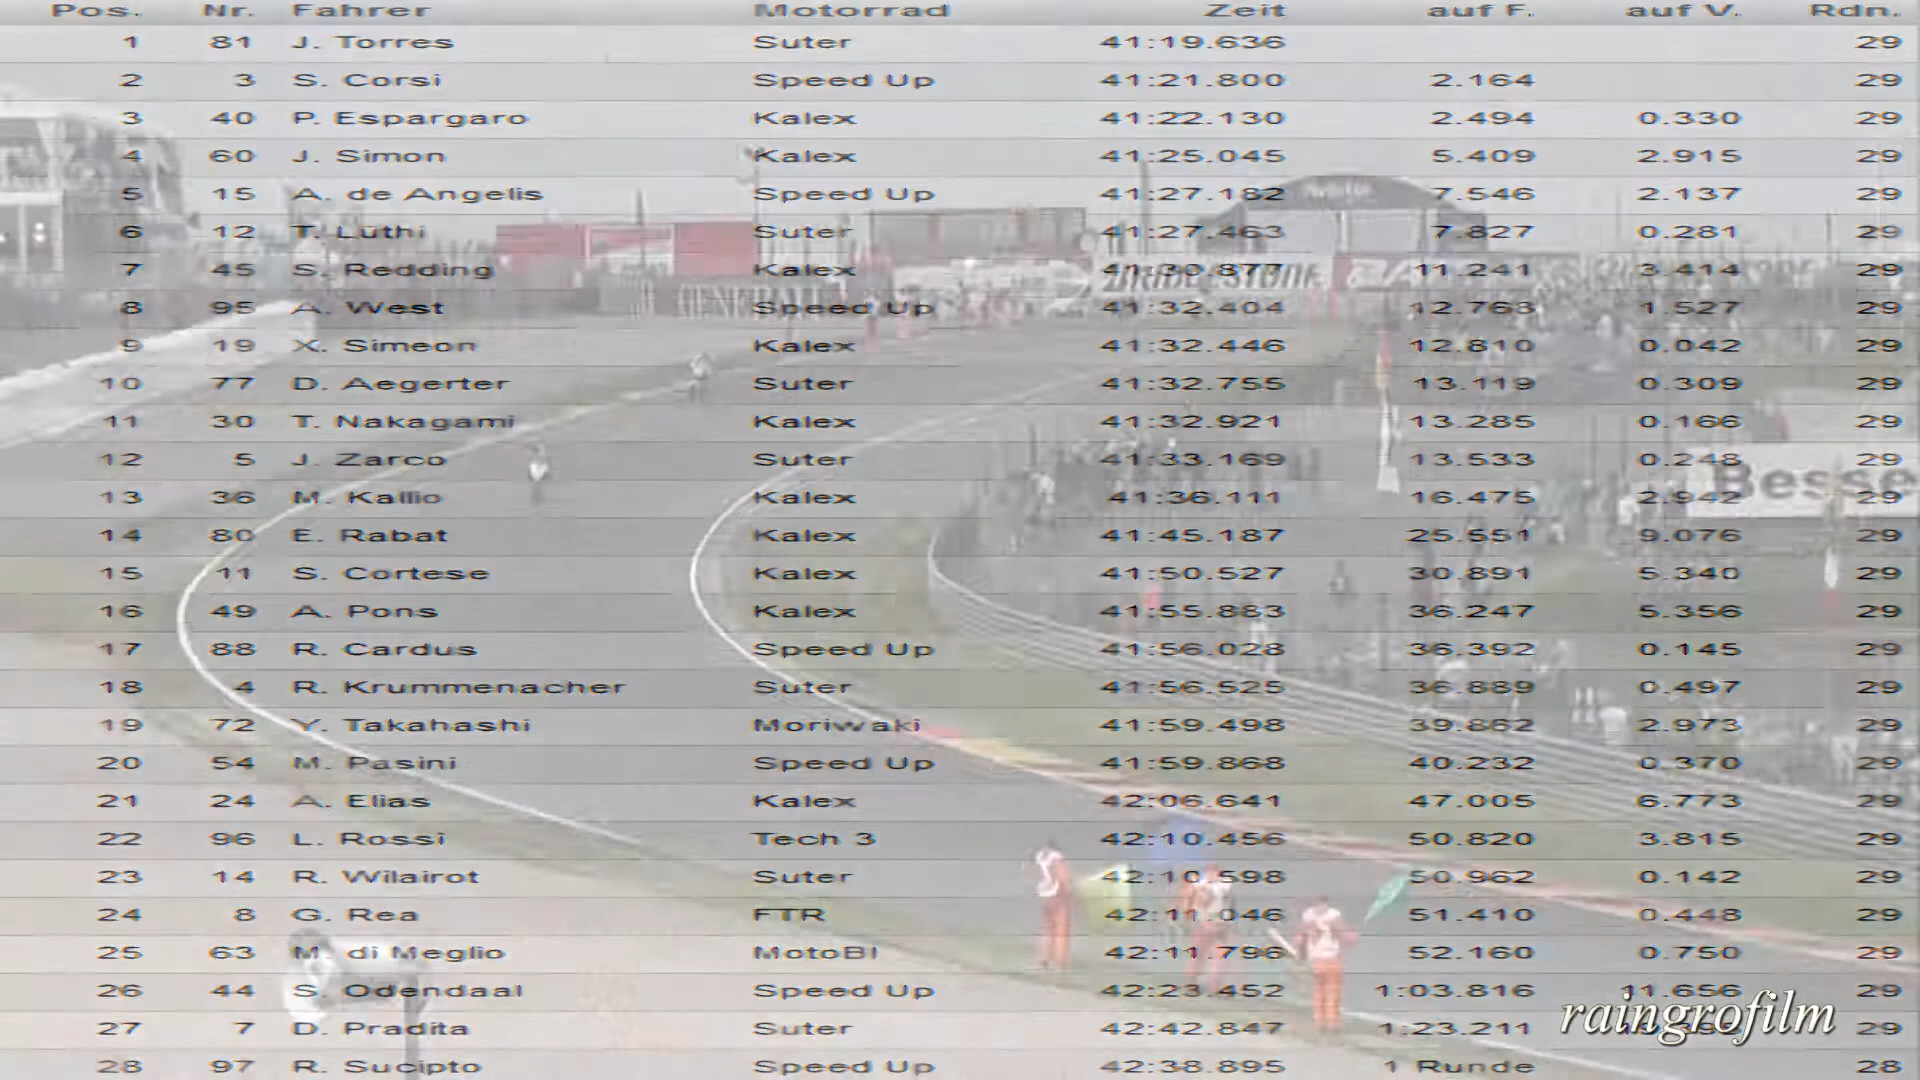 Pos. Nr. Fahrer Motorrad Zeit auf F. auf V. Rdn.
1 81 J. Torres Suter 41:19.636 29
2 3 S. Corsi Speed Up 41:21.800 2.164 29
3 40 P. Espargaro Kalex 41:22.130 2.494 0.330 29
4 60 J. Simon Kalex 41:25.045 5.409 2.915 29
5 15 A. de Angelis Speed Up 41:27.182 7.546 2.137 29
6 12 T. Lüthi Suter 41:27.463 7.827 0.281 29
7 45 S. Redding Kalex 41:30.877 11.241 3.414 29
8 95 A. West Speed Up 41:32.404 12.768 1.527 29
9 19 X. Simeon Kalex 41:32.446 12.810 0.042 29
10 77 D. Aegerter Suter 41:32.755 13.119 0.309 29
11 30 T. Nakagami Kalex 41:32.921 13.285 0.166 29
12 5 J. Zarco Suter 41:33.169 13.533 0.248 29
13 36 M. Kallio Kalex 41:36.111 16.475 2.942 29
14 80 E. Rabat Kalex 41:45.187 25.551 9.076 29
15 11 S. Cortese Kalex 41:50.527 30.891 5.340 29
16 49 A. Pons Kalex 41:55.883 36.247 5.356 29
17 88 R. Cardus Speed Up 41:56.028 36.392 0.145 29
18 4 R. Krummenacher Suter 41:56.525 36.889 0.497 29
19 72 Y. Takahashi Moriwaki 41:59.498 39.862 2.973 29
20 54 M. Pasini Speed Up 41:59.868 40.232 0.370 29
21 24 A. Elias Kalex 42:06.641 47.005 6.773 29
22 96 L. Rossi Tech 3 42:10.456 50.820 3.815 29
23 14 R. Wilairot Suter 42:10.598 50.962 0.142 29
24 8 G. Rea FTR 42:11.046 51.410 0.448 29
25 63 M. di Meglio MotoBI 42:11.796 52.160 0.750 29
26 44 S. Odendaal Speed Up 42:23.452 1:03.816 11.656 29
27 7 D. Pradita Suter 42:42.847 1:23.211 29
28 97 R. Sucipto Speed Up 42:38.895 1 Runde 28
BRIDGESTONE
GENERALI
Besse
raingrofilm